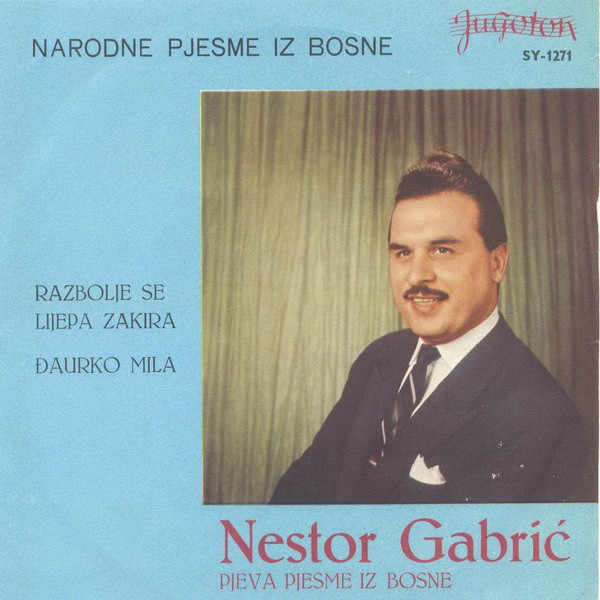 Jugoton
NARODNE PJESME IZ BOSNE
SY-1271
RAZBOLJE SE
LIJEPA ZAKIRA
ĐAURKO MILA
Nestor Gabrić
PJEVA PJESME IZ BOSNE